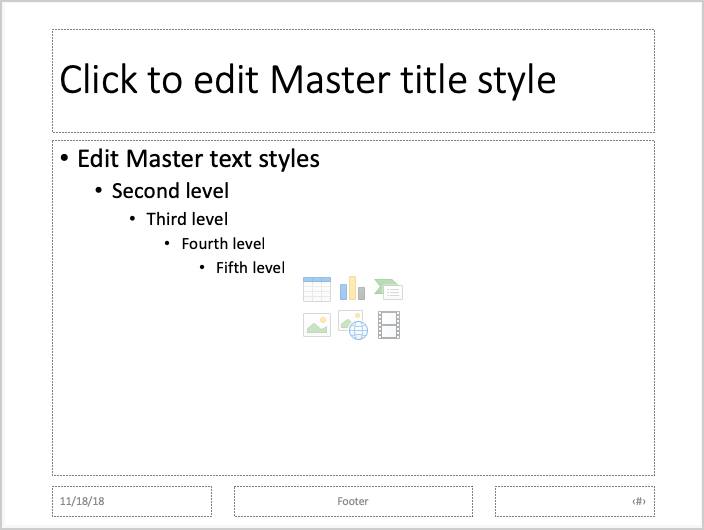 Click to edit Master title style
• Edit Master text styles
• Second level
• Third level
• Fourth level
• Fifth level
11/18/18
Footer
‹#›